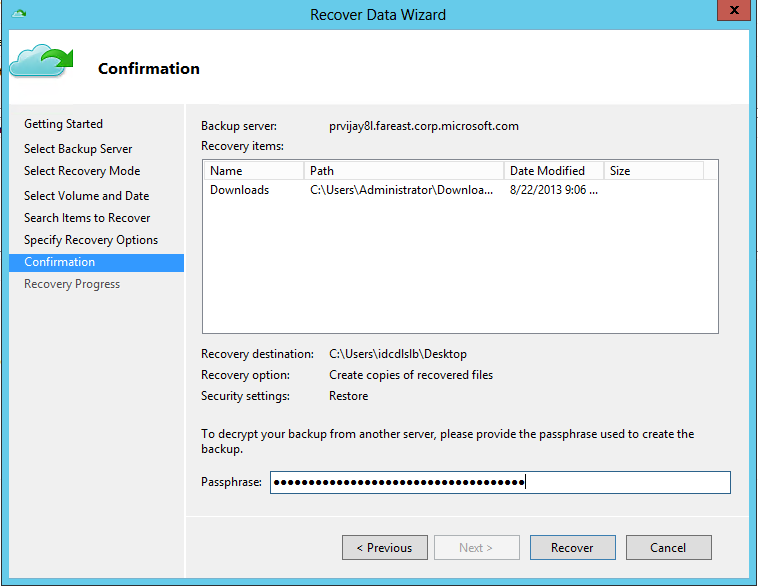 Recover Data Wizard
x
Confirmation
Getting Started
Select Backup Server
Select Recovery Mode
Select Volume and Date
Search Items to Recover
Specify Recovery Options
Confirmation
Recovery Progress
Backup server: prvijay8l.fareast.corp.microsoft.com
Recovery items:
Name Path Date Modified Size
Downloads C:\Users\Administrator\Downloa... 8/22/2013 9:06 ...
Recovery destination: C:\Users\idcdlslb\Desktop
Recovery option: Create copies of recovered files
Security settings: Restore
To decrypt your backup from another server, please provide the passphrase used to create the
backup.
Passphrase: ●●●●●●●●●●●●●●●●●●●●●●●●●●●●●●●●●●●●
< Previous Next > Recover Cancel